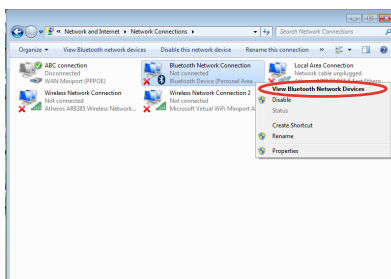 « Network and Internet ▸ Network Connections ▸
Search Network Connections
Organize ▾ View Bluetooth network devices Disable this network device Rename this connection »
ABC connection
Disconnected
WAN Miniport (PPPOE)
Bluetooth Network Connection
Not connected
Bluetooth Device (Personal Area ...
Local Area Connection
Network cable unplugged
Wireless Network Connection
Not connected
Atheros AR9285 Wireless Network...
Wireless Network Connection 2
Not connected
Microsoft Virtual WiFi Miniport A
View Bluetooth Network Devices
Disable
Status
Create Shortcut
Rename
Properties